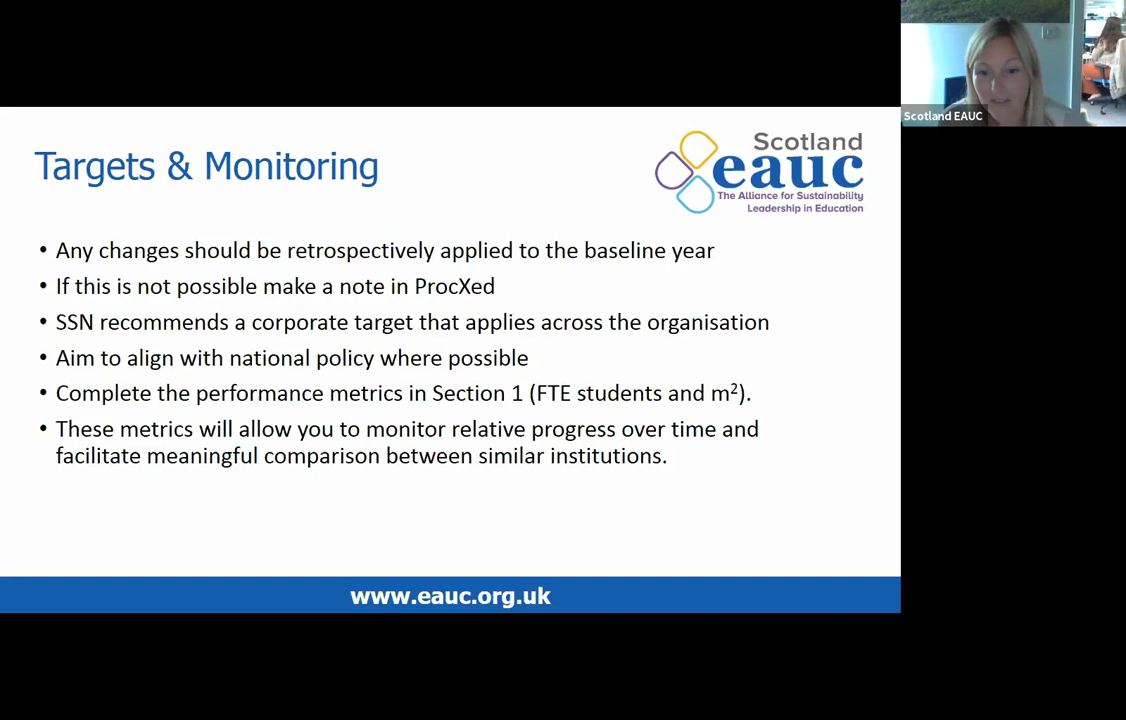 Scotland EAUC
Targets & Monitoring
Scotland
eauc
The Alliance for Sustainability
Leadership in Education
• Any changes should be retrospectively applied to the baseline year
• If this is not possible make a note in ProcXed
• SSN recommends a corporate target that applies across the organisation
• Aim to align with national policy where possible
• Complete the performance metrics in Section 1 (FTE students and m²).
• These metrics will allow you to monitor relative progress over time and
facilitate meaningful comparison between similar institutions.
www.eauc.org.uk